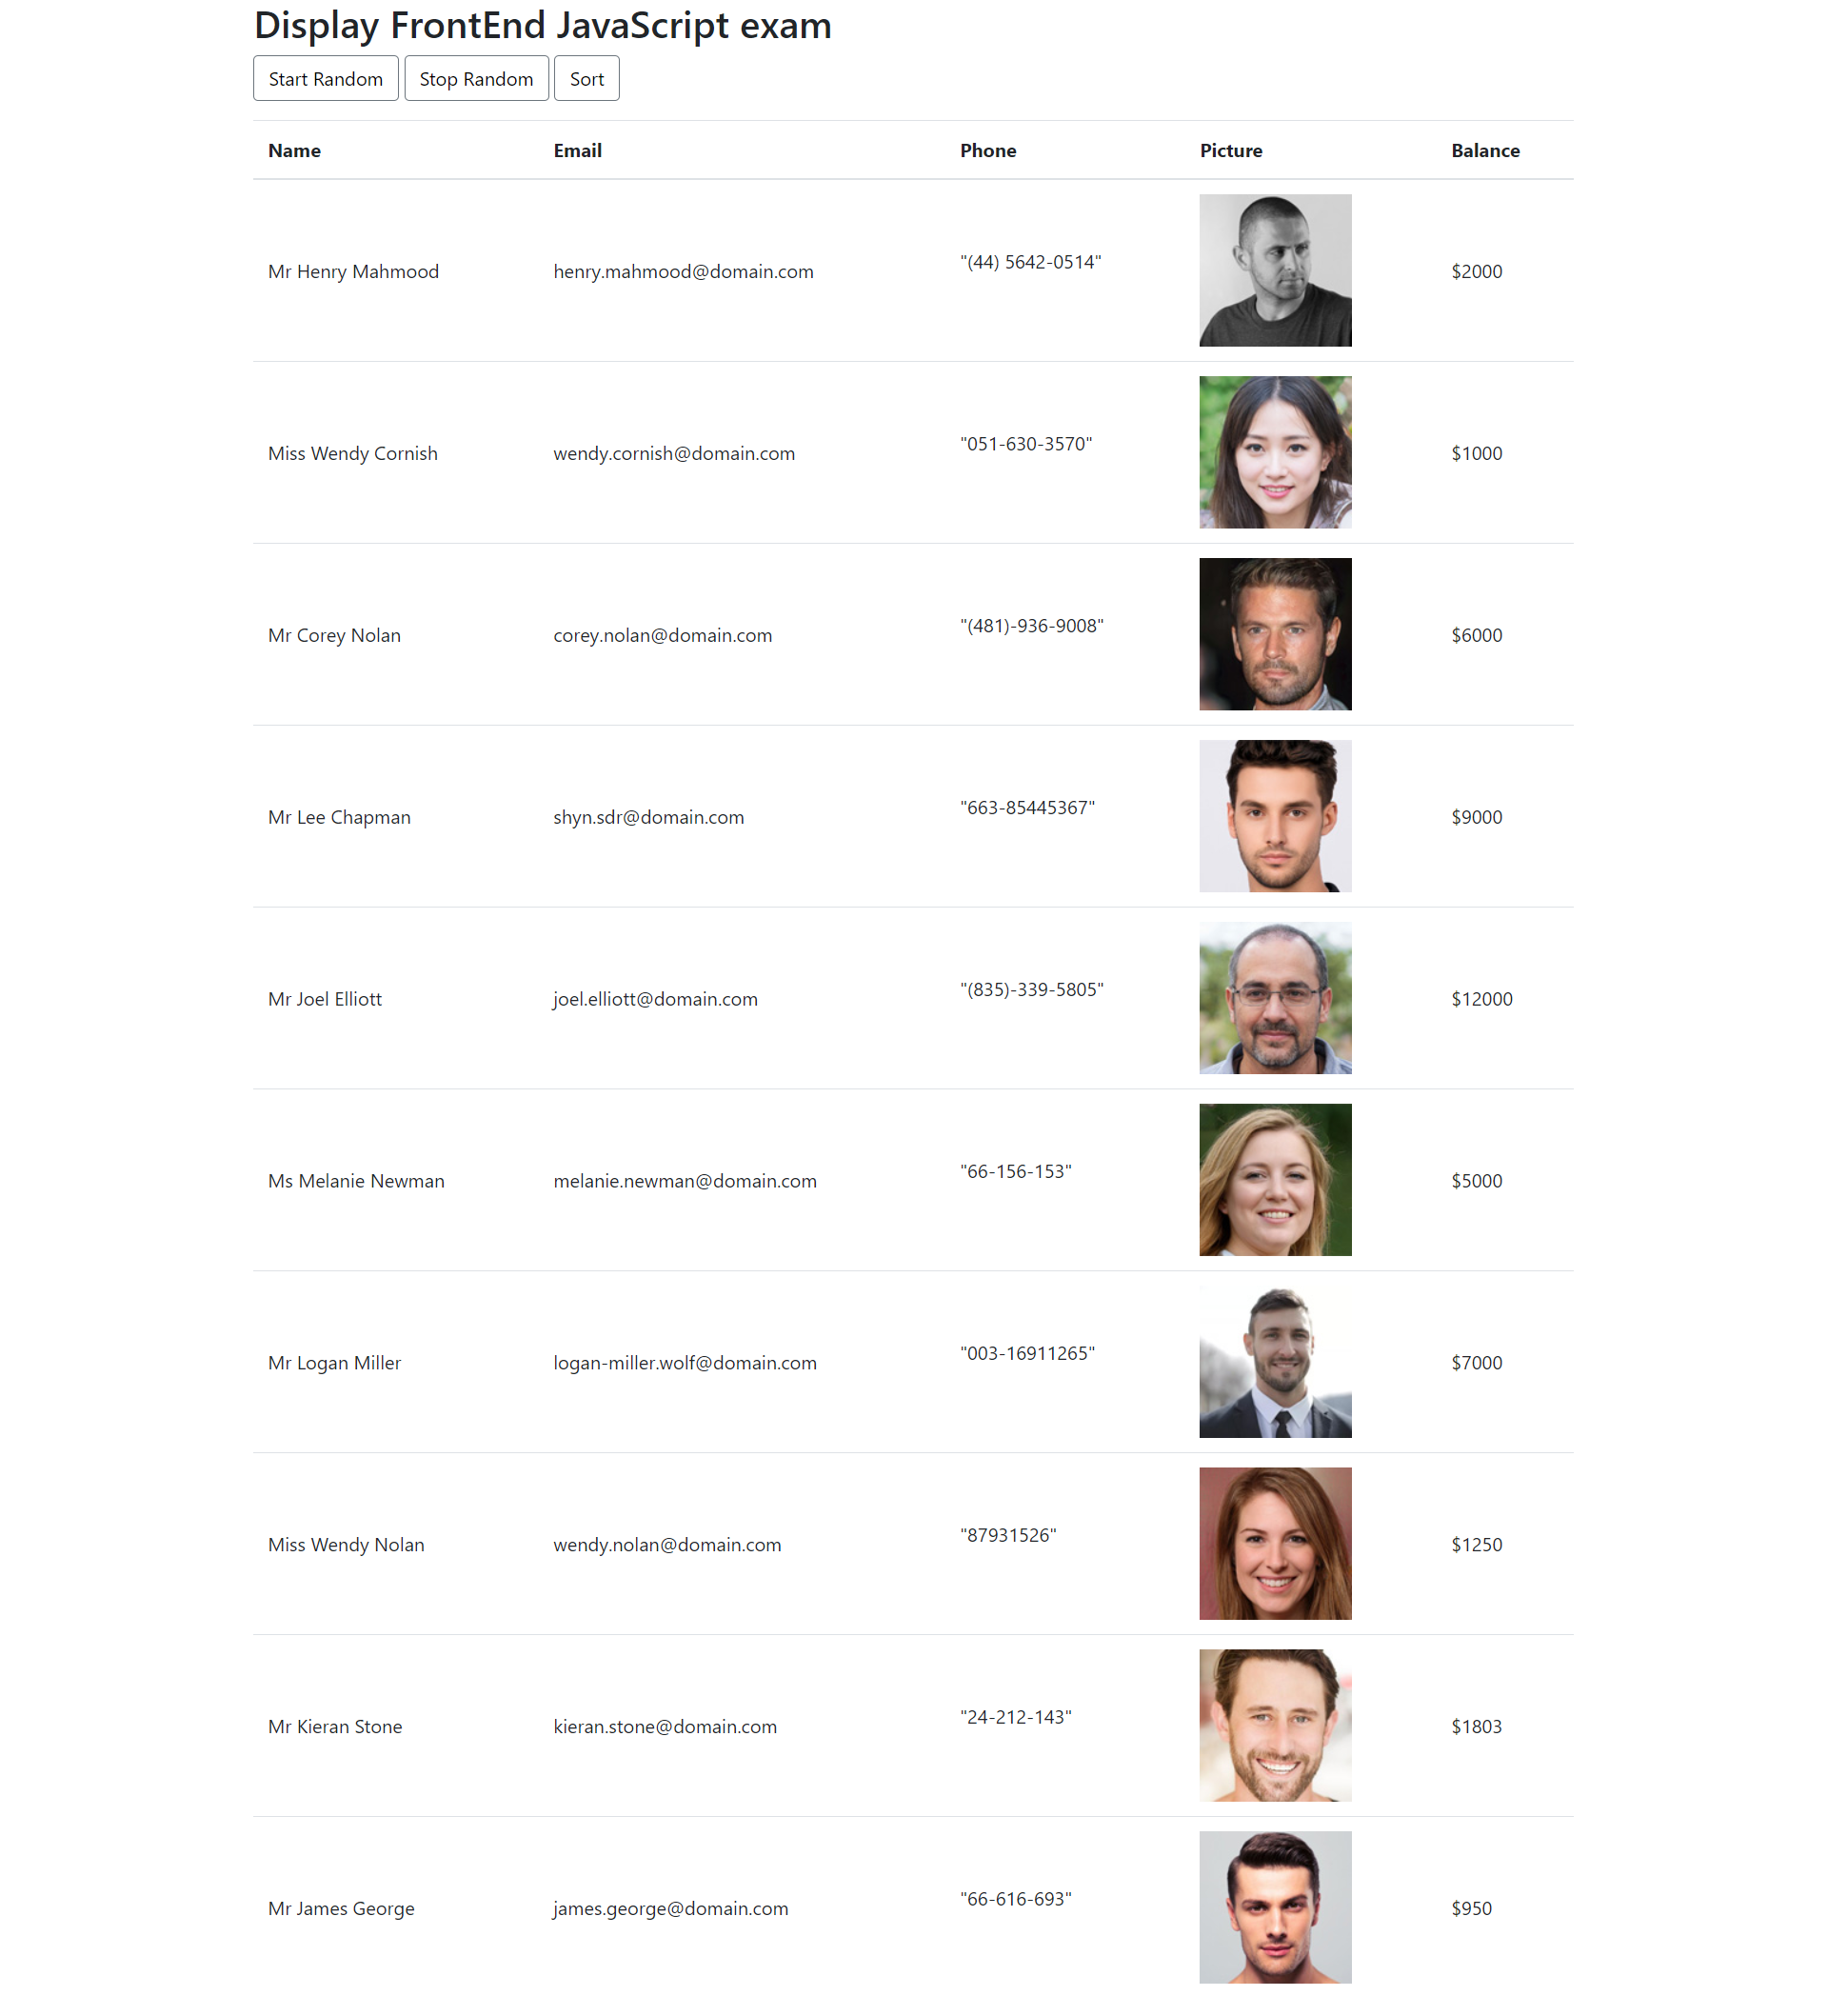 Display FrontEnd JavaScript exam
Start Random Stop Random Sort
Name Email Phone Picture Balance
Mr Henry Mahmood henry.mahmood@domain.com "(44) 5642-0514" $2000
Miss Wendy Cornish wendy.cornish@domain.com "051-630-3570" $1000
Mr Corey Nolan corey.nolan@domain.com "(481)-936-9008" $6000
Mr Lee Chapman shyn.sdr@domain.com "663-85445367" $9000
Mr Joel Elliott joel.elliott@domain.com "(835)-339-5805" $12000
Ms Melanie Newman melanie.newman@domain.com "66-156-153" $5000
Mr Logan Miller logan-miller.wolf@domain.com "003-16911265" $7000
Miss Wendy Nolan wendy.nolan@domain.com "87931526" $1250
Mr Kieran Stone kieran.stone@domain.com "24-212-143" $1803
Mr James George james.george@domain.com "66-616-693" $950